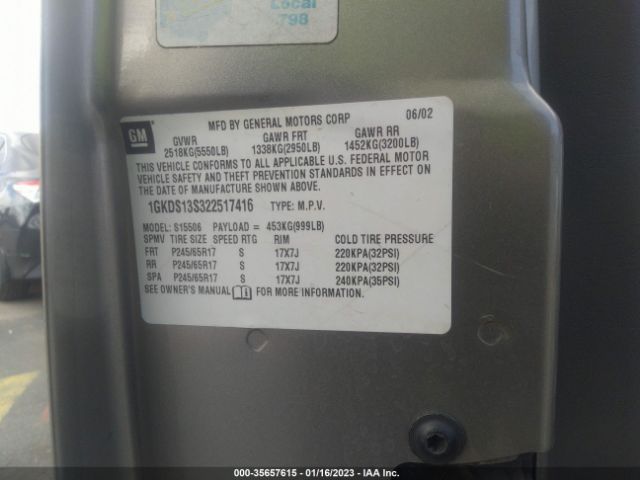 Local
798
MFD BY GENERAL MOTORS CORP 06/02
GM
GVWR GAWR FRT GAWR RR
2518KG(5550LB) 1338KG(2950LB) 1452KG(3200LB)
THIS VEHICLE CONFORMS TO ALL APPLICABLE U.S. FEDERAL MOTOR
VEHICLE SAFETY AND THEFT PREVENTION STANDARDS IN EFFECT ON
THE DATE OF MANUFACTURE SHOWN ABOVE.
1GKDS13S322517416 TYPE: M.P.V.
MODEL: S15506 PAYLOAD = 453KG(999LB)
SPMV TIRE SIZE SPEED RTG RIM COLD TIRE PRESSURE
FRT P245/65R17 S 17X7J 220KPA(32PSI)
RR P245/65R17 S 17X7J 220KPA(32PSI)
SPA P245/65R17 S 17X7J 240KPA(35PSI)
SEE OWNER'S MANUAL FOR MORE INFORMATION.
000-35657615 - 01/16/2023 - IAA Inc.